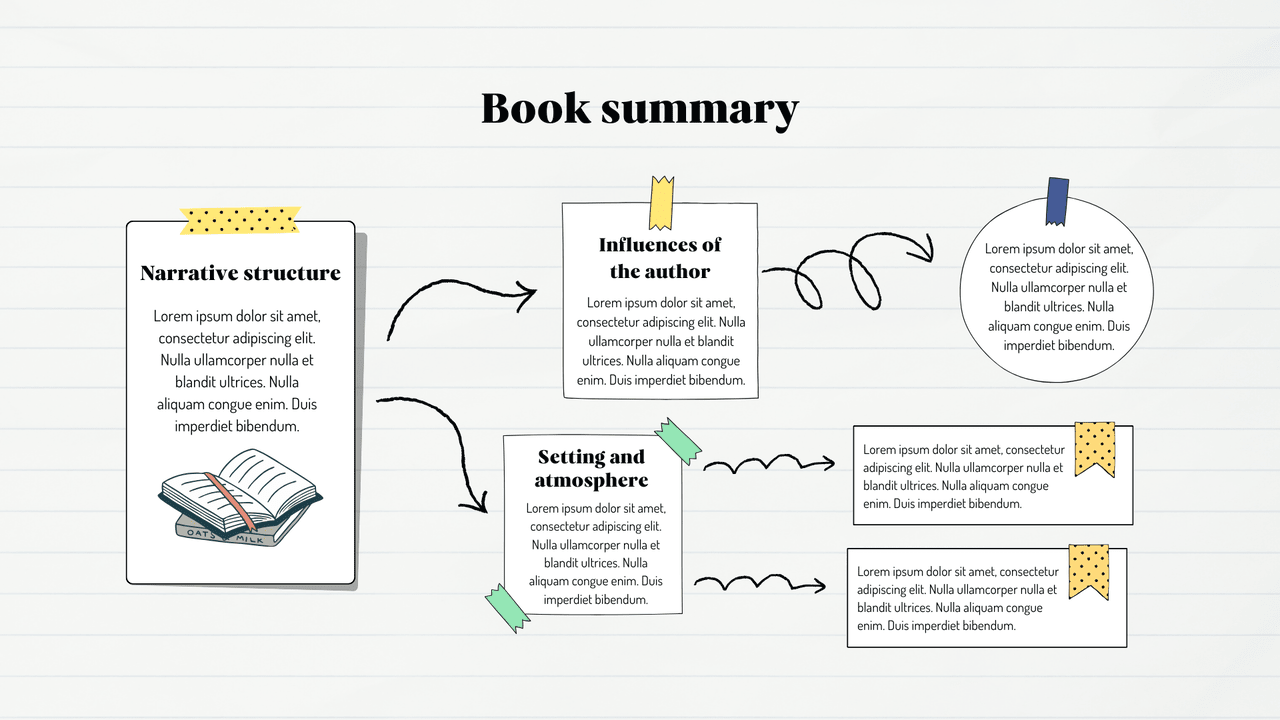 Book summary
Narrative structure
Lorem ipsum dolor sit amet,
consectetur adipiscing elit.
Nulla ullamcorper nulla et
blandit ultrices. Nulla
aliquam congue enim. Duis
imperdiet bibendum.
OATS & MILK
Influences of
the author
Lorem ipsum dolor sit amet,
consectetur adipiscing elit. Nulla
ullamcorper nulla et blandit
ultrices. Nulla aliquam congue
enim. Duis imperdiet bibendum.
Lorem ipsum dolor sit amet,
consectetur adipiscing elit.
Nulla ullamcorper nulla et
blandit ultrices. Nulla
aliquam congue enim. Duis
imperdiet bibendum.
Setting and
atmosphere
Lorem ipsum dolor sit amet,
consectetur adipiscing elit.
Nulla ullamcorper nulla et
blandit ultrices. Nulla
aliquam congue enim. Duis
imperdiet bibendum.
Lorem ipsum dolor sit amet, consectetur
adipiscing elit. Nulla ullamcorper nulla et
blandit ultrices. Nulla aliquam congue
enim. Duis imperdiet bibendum.
Lorem ipsum dolor sit amet, consectetur
adipiscing elit. Nulla ullamcorper nulla et
blandit ultrices. Nulla aliquam congue
enim. Duis imperdiet bibendum.